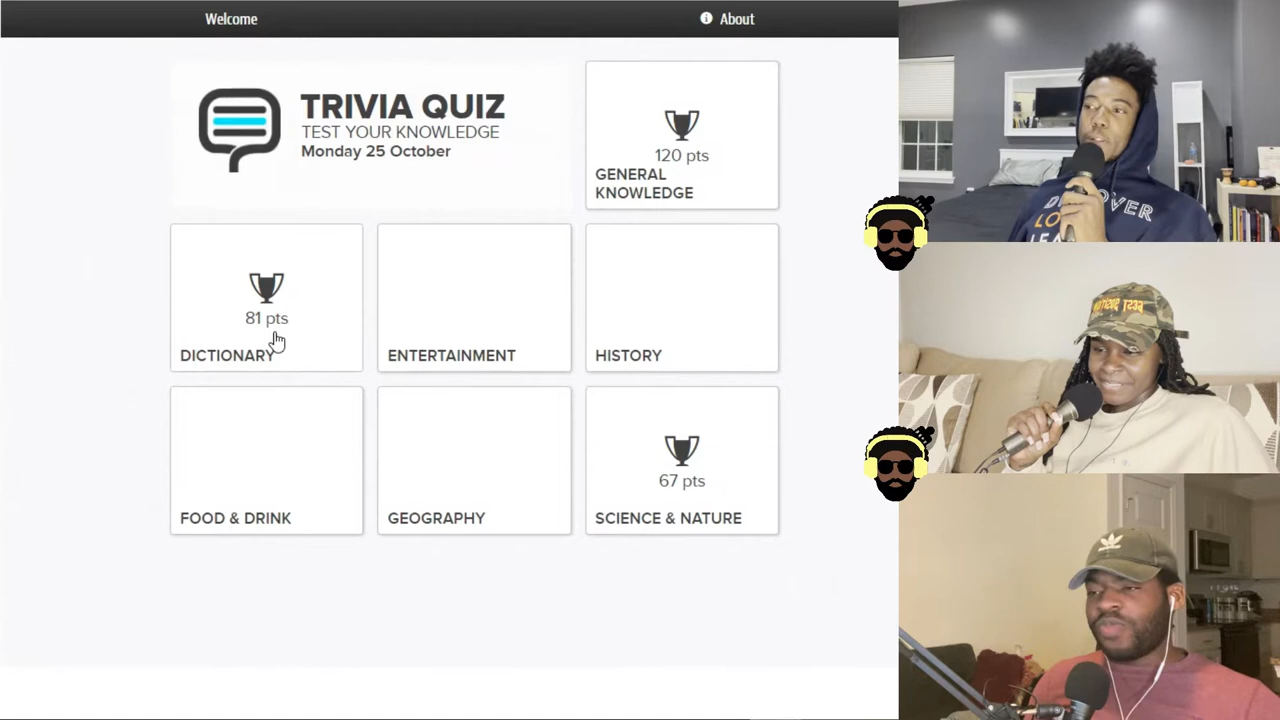 Welcome
About
TRIVIA QUIZ
TEST YOUR KNOWLEDGE
Monday 25 October
120 pts
GENERAL
KNOWLEDGE
81 pts
DICTIONARY
ENTERTAINMENT
HISTORY
FOOD & DRINK
GEOGRAPHY
67 pts
SCIENCE & NATURE